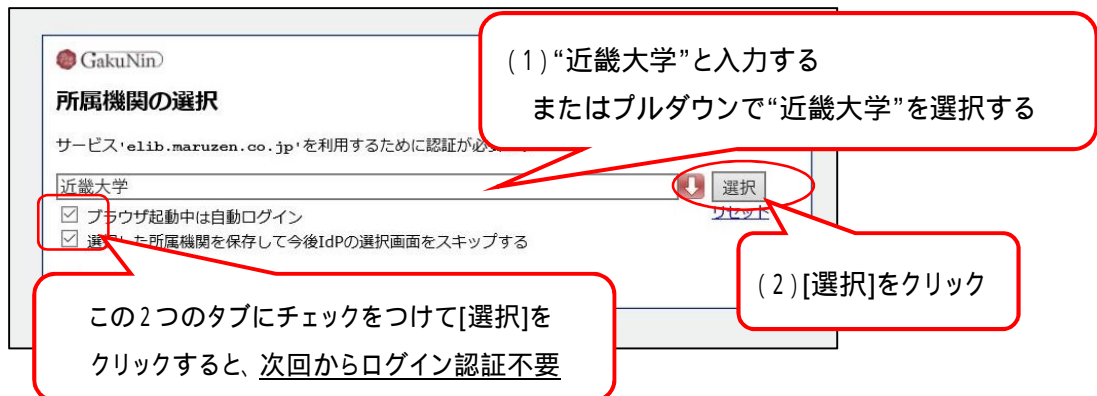 GakuNin
所属機関の選択
サービス'elib.maruzen.co.jp'を利用するために認証が必
近畿大学
選択
リセット
ブラウザ起動中は自動ログイン
選択した所属機関を保存して今後IdPの選択画面をスキップする
(1)“近畿大学”と入力する
またはプルダウンで“近畿大学”を選択する
(2)[選択]をクリック
この2つのタブにチェックをつけて[選択]を
クリックすると、次回からログイン認証不要